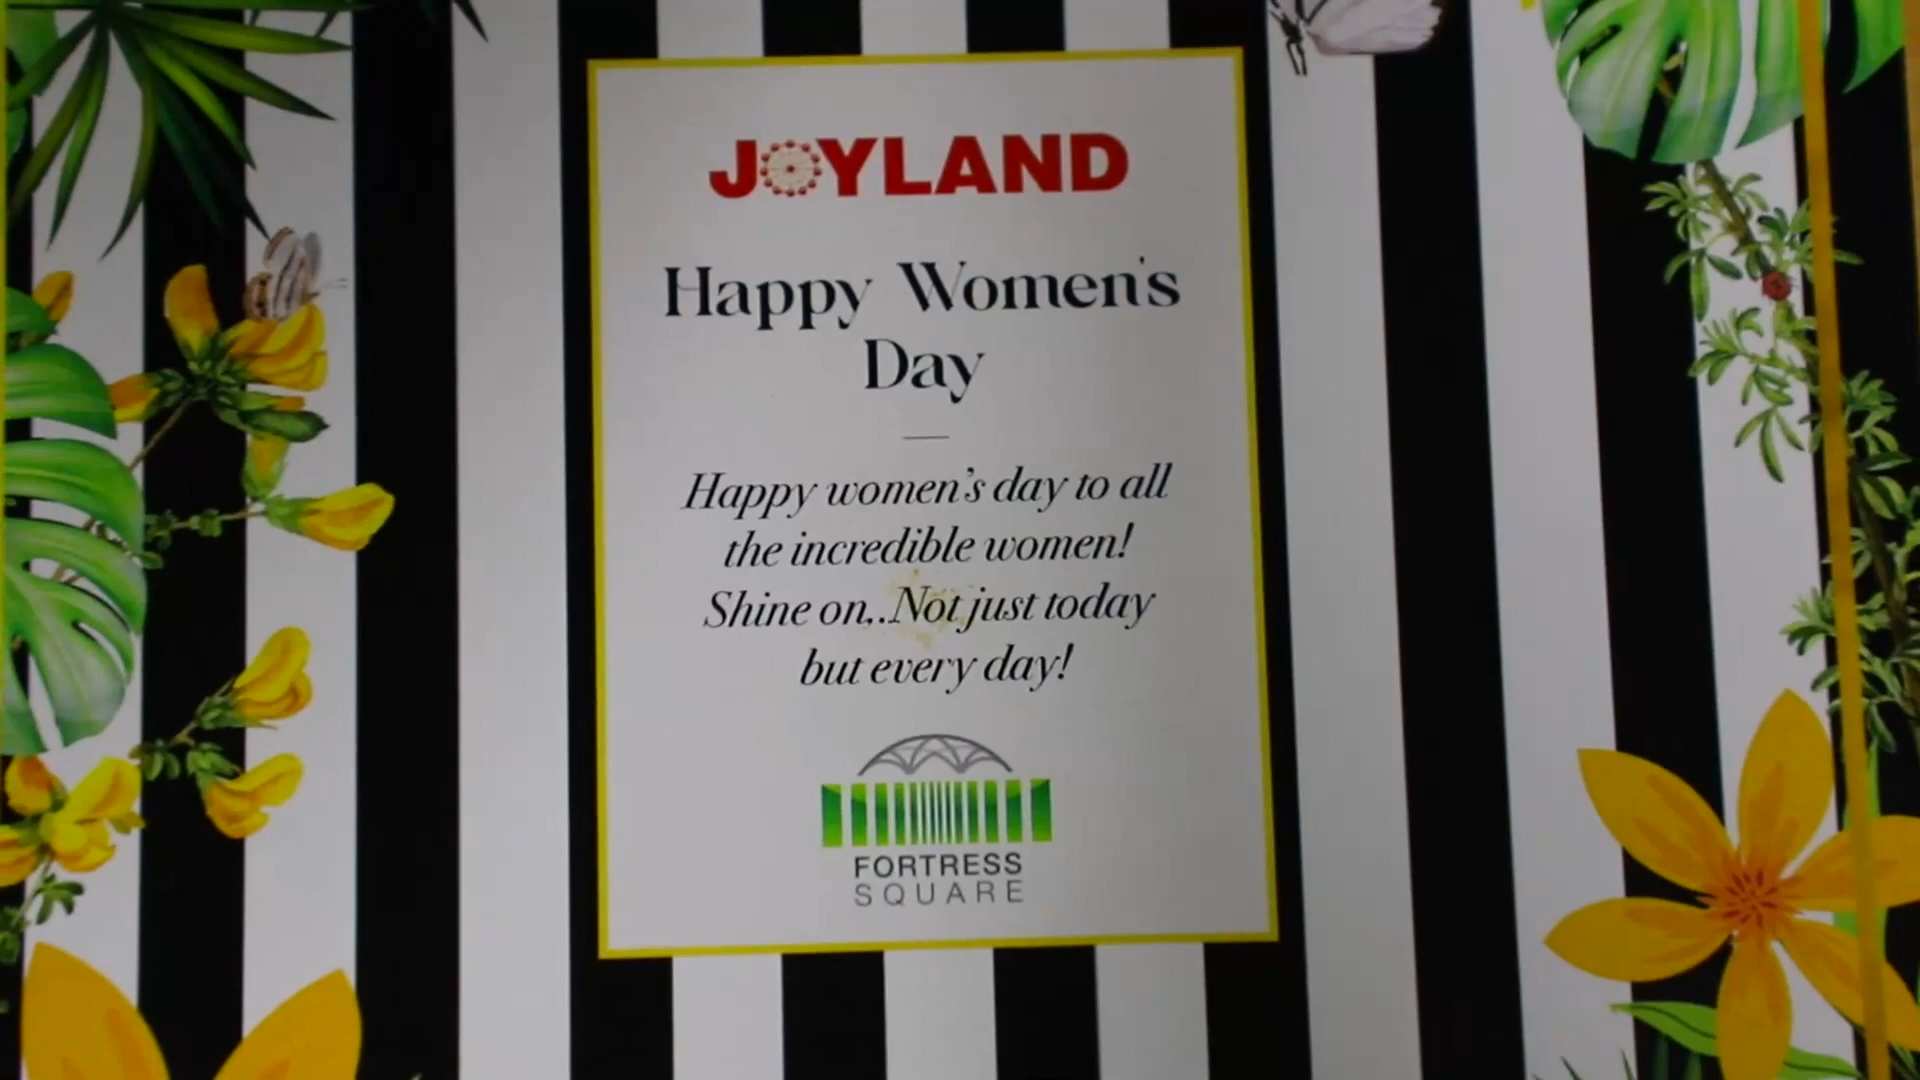 JOYLAND
Happy Women's
Day
Happy women's day to all
the incredible women!
Shine on...Not just today
but every day!
FORTRESS
SQUARE